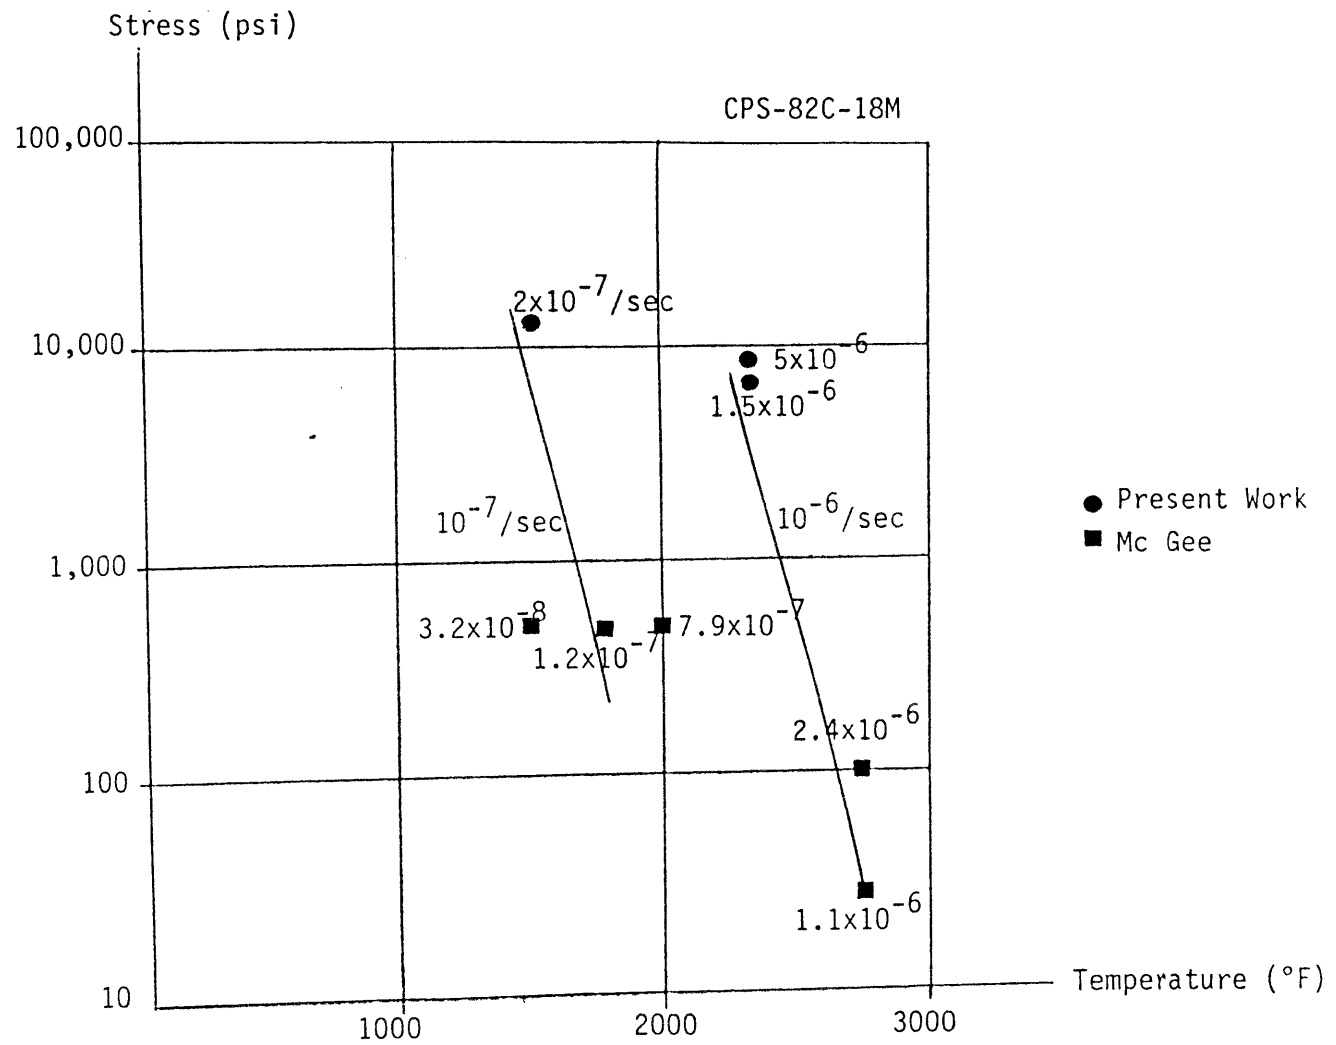 Stress (psi)
CPS-82C-18M
100,000
2x10⁻⁷/sec
10,000
5x10⁻⁶
1.5x10⁻⁶
10⁻⁷/sec
10⁻⁶/sec
Present Work
Mc Gee
1,000
3.2x10⁻⁸
7.9x10⁻⁷
1.2x10⁻⁷
2.4x10⁻⁶
100
1.1x10⁻⁶
10
Temperature (°F)
1000
2000
3000